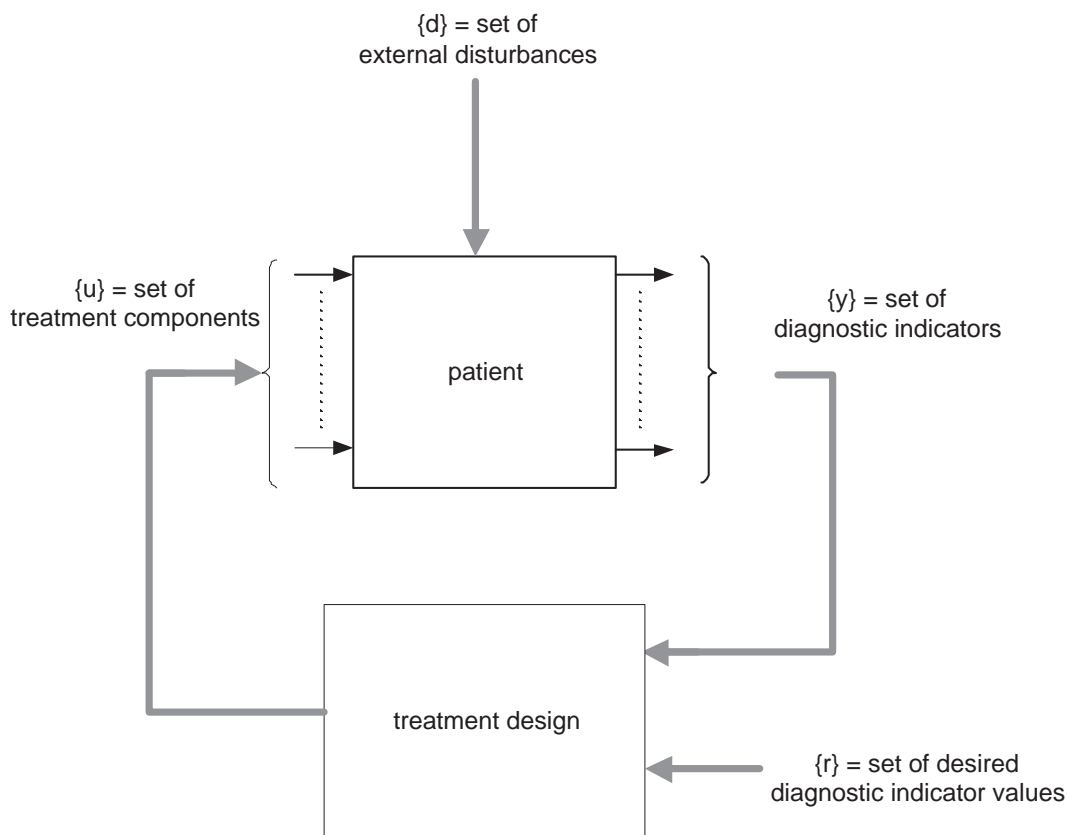 {d} = set of
external disturbances
{u} = set of
treatment components
patient
{y} = set of
diagnostic indicators
treatment design
{r} = set of desired
diagnostic indicator values